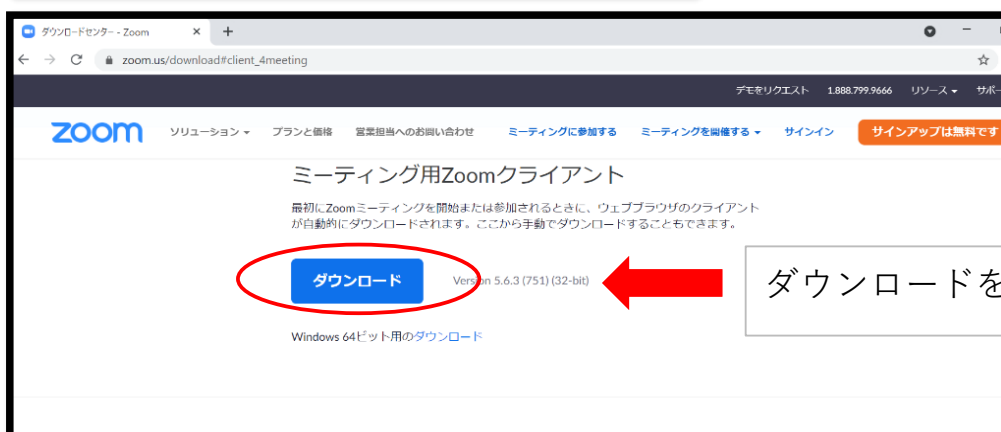 ダウンロードセンター - Zoom
zoom.us/download#client_4meeting
デモをリクエスト 1.888.799.9666 リソース サポー
zoom ソリューション プランと価格 営業担当へのお問い合わせ ミーティングに参加する ミーティングを開催する サインイン サインアップは無料です
ミーティング用Zoomクライアント
最初にZoomミーティングを開始または参加されるときに、ウェブブラウザのクライアント
が自動的にダウンロードされます。ここから手動でダウンロードすることもできます。
ダウンロード Version 5.6.3 (751) (32-bit)
ダウンロードを
Windows 64ビット用のダウンロード